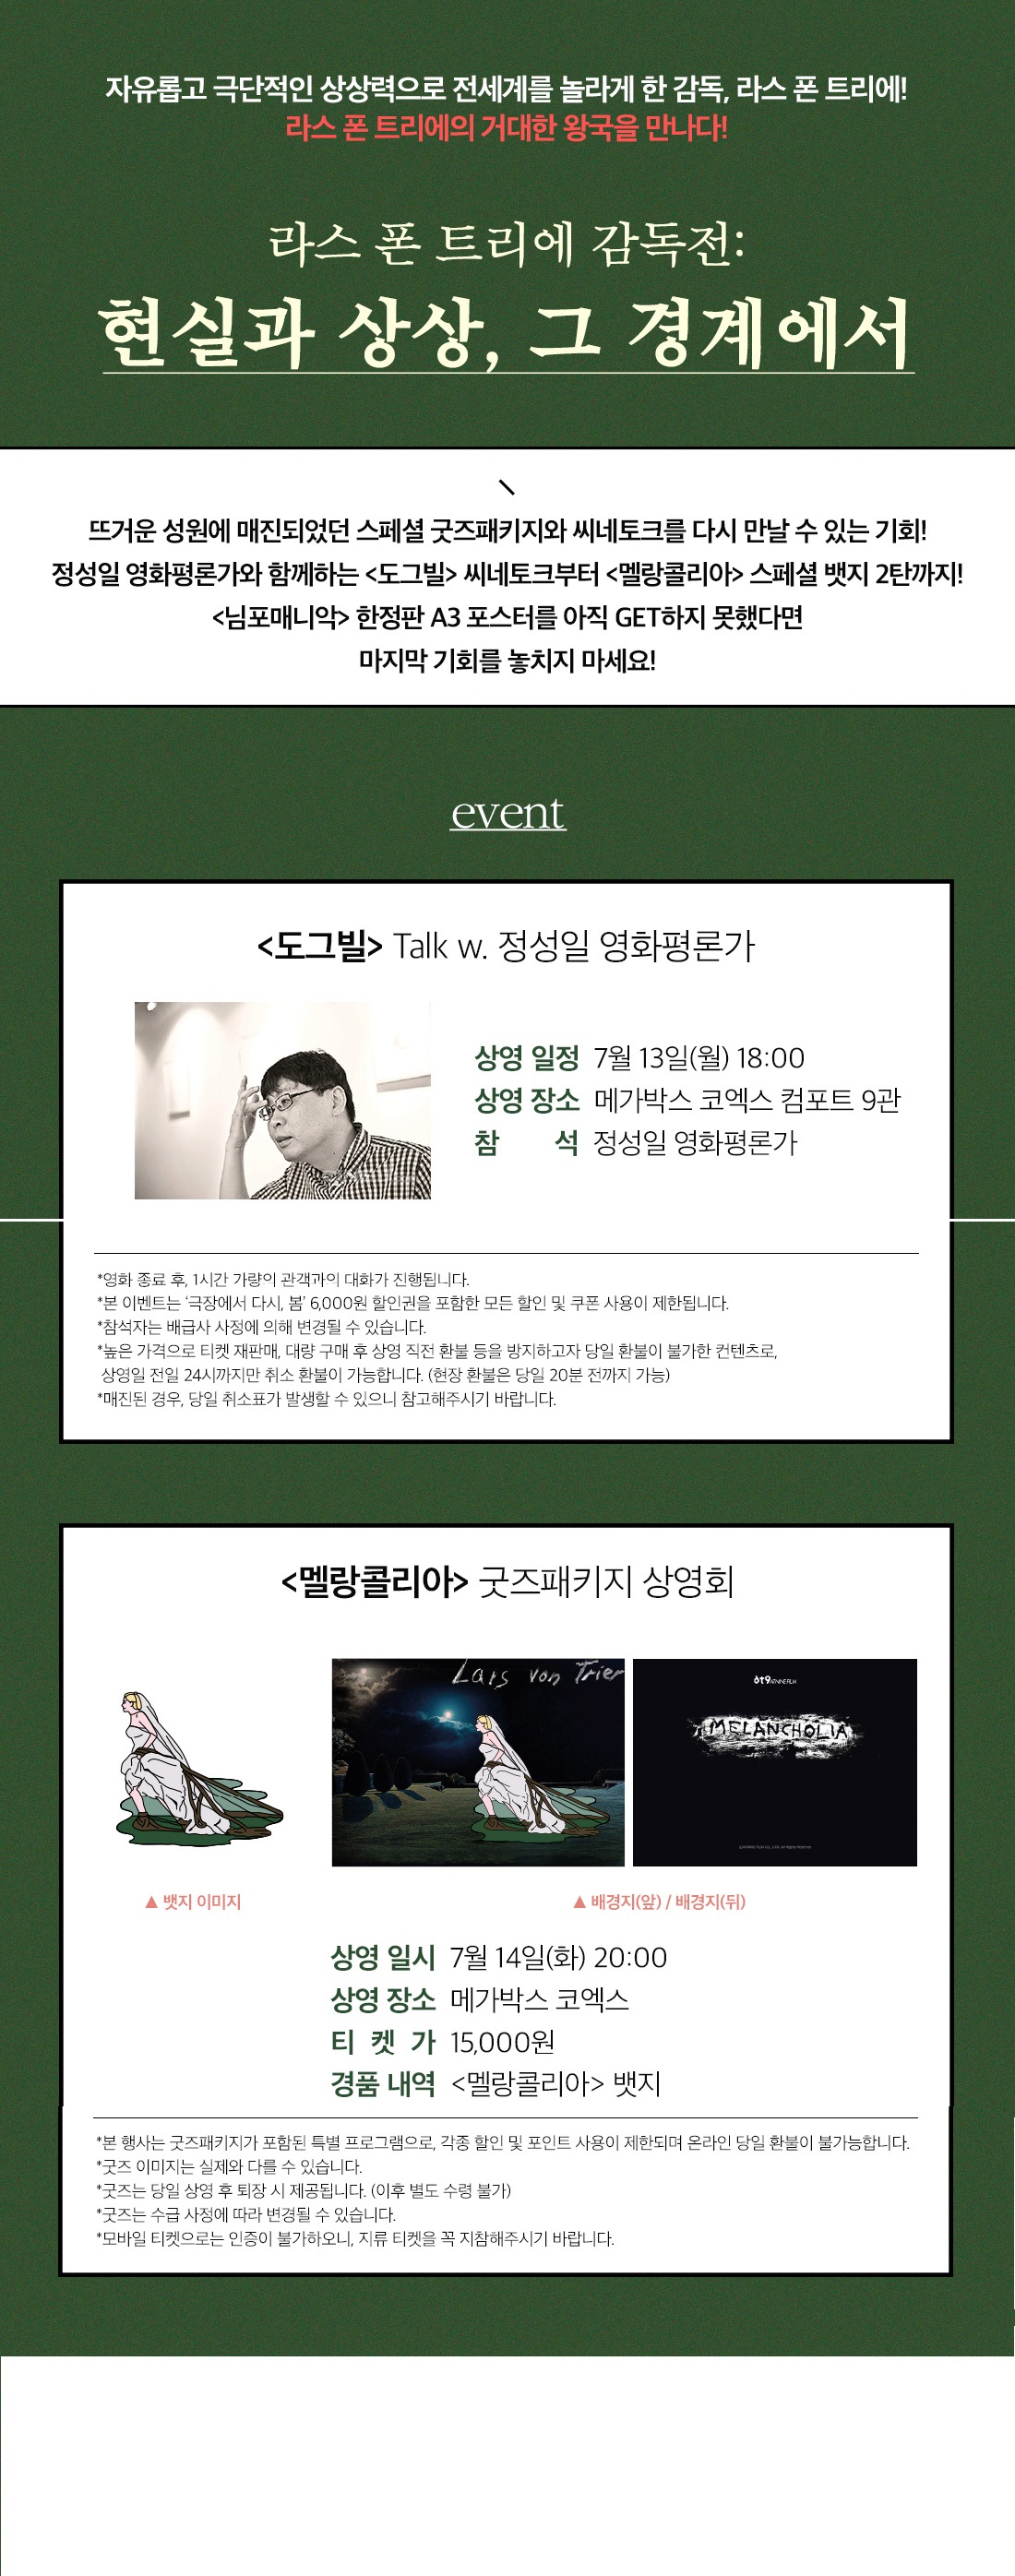 자유롭고 극단적인 상상력으로 전세계를 놀라게 한 감독, 라스 폰 트리에!
라스 폰 트리에의 거대한 왕국을 만나다!
라스 폰 트리에 감독전:
현실과 상상, 그 경계에서
뜨거운 성원에 매진되었던 스페셜 굿즈패키지와 씨네토크를 다시 만날 수 있는 기회!
정성일 영화평론가와 함께하는 <도그빌> 씨네토크부터 <멜랑콜리아> 스페셜 뱃지 2탄까지!
<님포매니악> 한정판 A3 포스터를 아직 GET하지 못했다면
마지막 기회를 놓치지 마세요!
event
<도그빌> Talk w. 정성일 영화평론가
상영 일정 7월 13일(월) 18:00
상영 장소 메가박스 코엑스 컴포트 9관
참 석 정성일 영화평론가
*영화 종료 후, 1시간 가량의 관객과의 대화가 진행됩니다.
*본 이벤트는 ‘극장에서 다시, 봄’ 6,000원 할인권을 포함한 모든 할인 및 쿠폰 사용이 제한됩니다.
*참석자는 배급사 사정에 의해 변경될 수 있습니다.
*높은 가격으로 티켓 재판매, 대량 구매 후 상영 직전 환불 등을 방지하고자 당일 환불이 불가한 컨텐츠로,
상영일 전일 24시까지만 취소 환불이 가능합니다. (현장 환불은 당일 20분 전까지 가능)
*매진된 경우, 당일 취소표가 발생할 수 있으니 참고해주시기 바랍니다.
<멜랑콜리아> 굿즈패키지 상영회
Lars von Trier
at9 ATNINE FILM
MELANCHOLIA
▲ 뱃지 이미지
▲ 배경지(앞) / 배경지(뒤)
상영 일시 7월 14일(화) 20:00
상영 장소 메가박스 코엑스
티 켓 가 15,000원
경품 내역 <멜랑콜리아> 뱃지
*본 행사는 굿즈패키지가 포함된 특별 프로그램으로, 각종 할인 및 포인트 사용이 제한되며 온라인 당일 환불이 불가능합니다.
*굿즈 이미지는 실제와 다를 수 있습니다.
*굿즈는 당일 상영 후 퇴장 시 제공됩니다. (이후 별도 수령 불가)
*굿즈는 수급 사정에 따라 변경될 수 있습니다.
*모바일 티켓으로는 인증이 불가하오니, 지류 티켓을 꼭 지참해주시기 바랍니다.